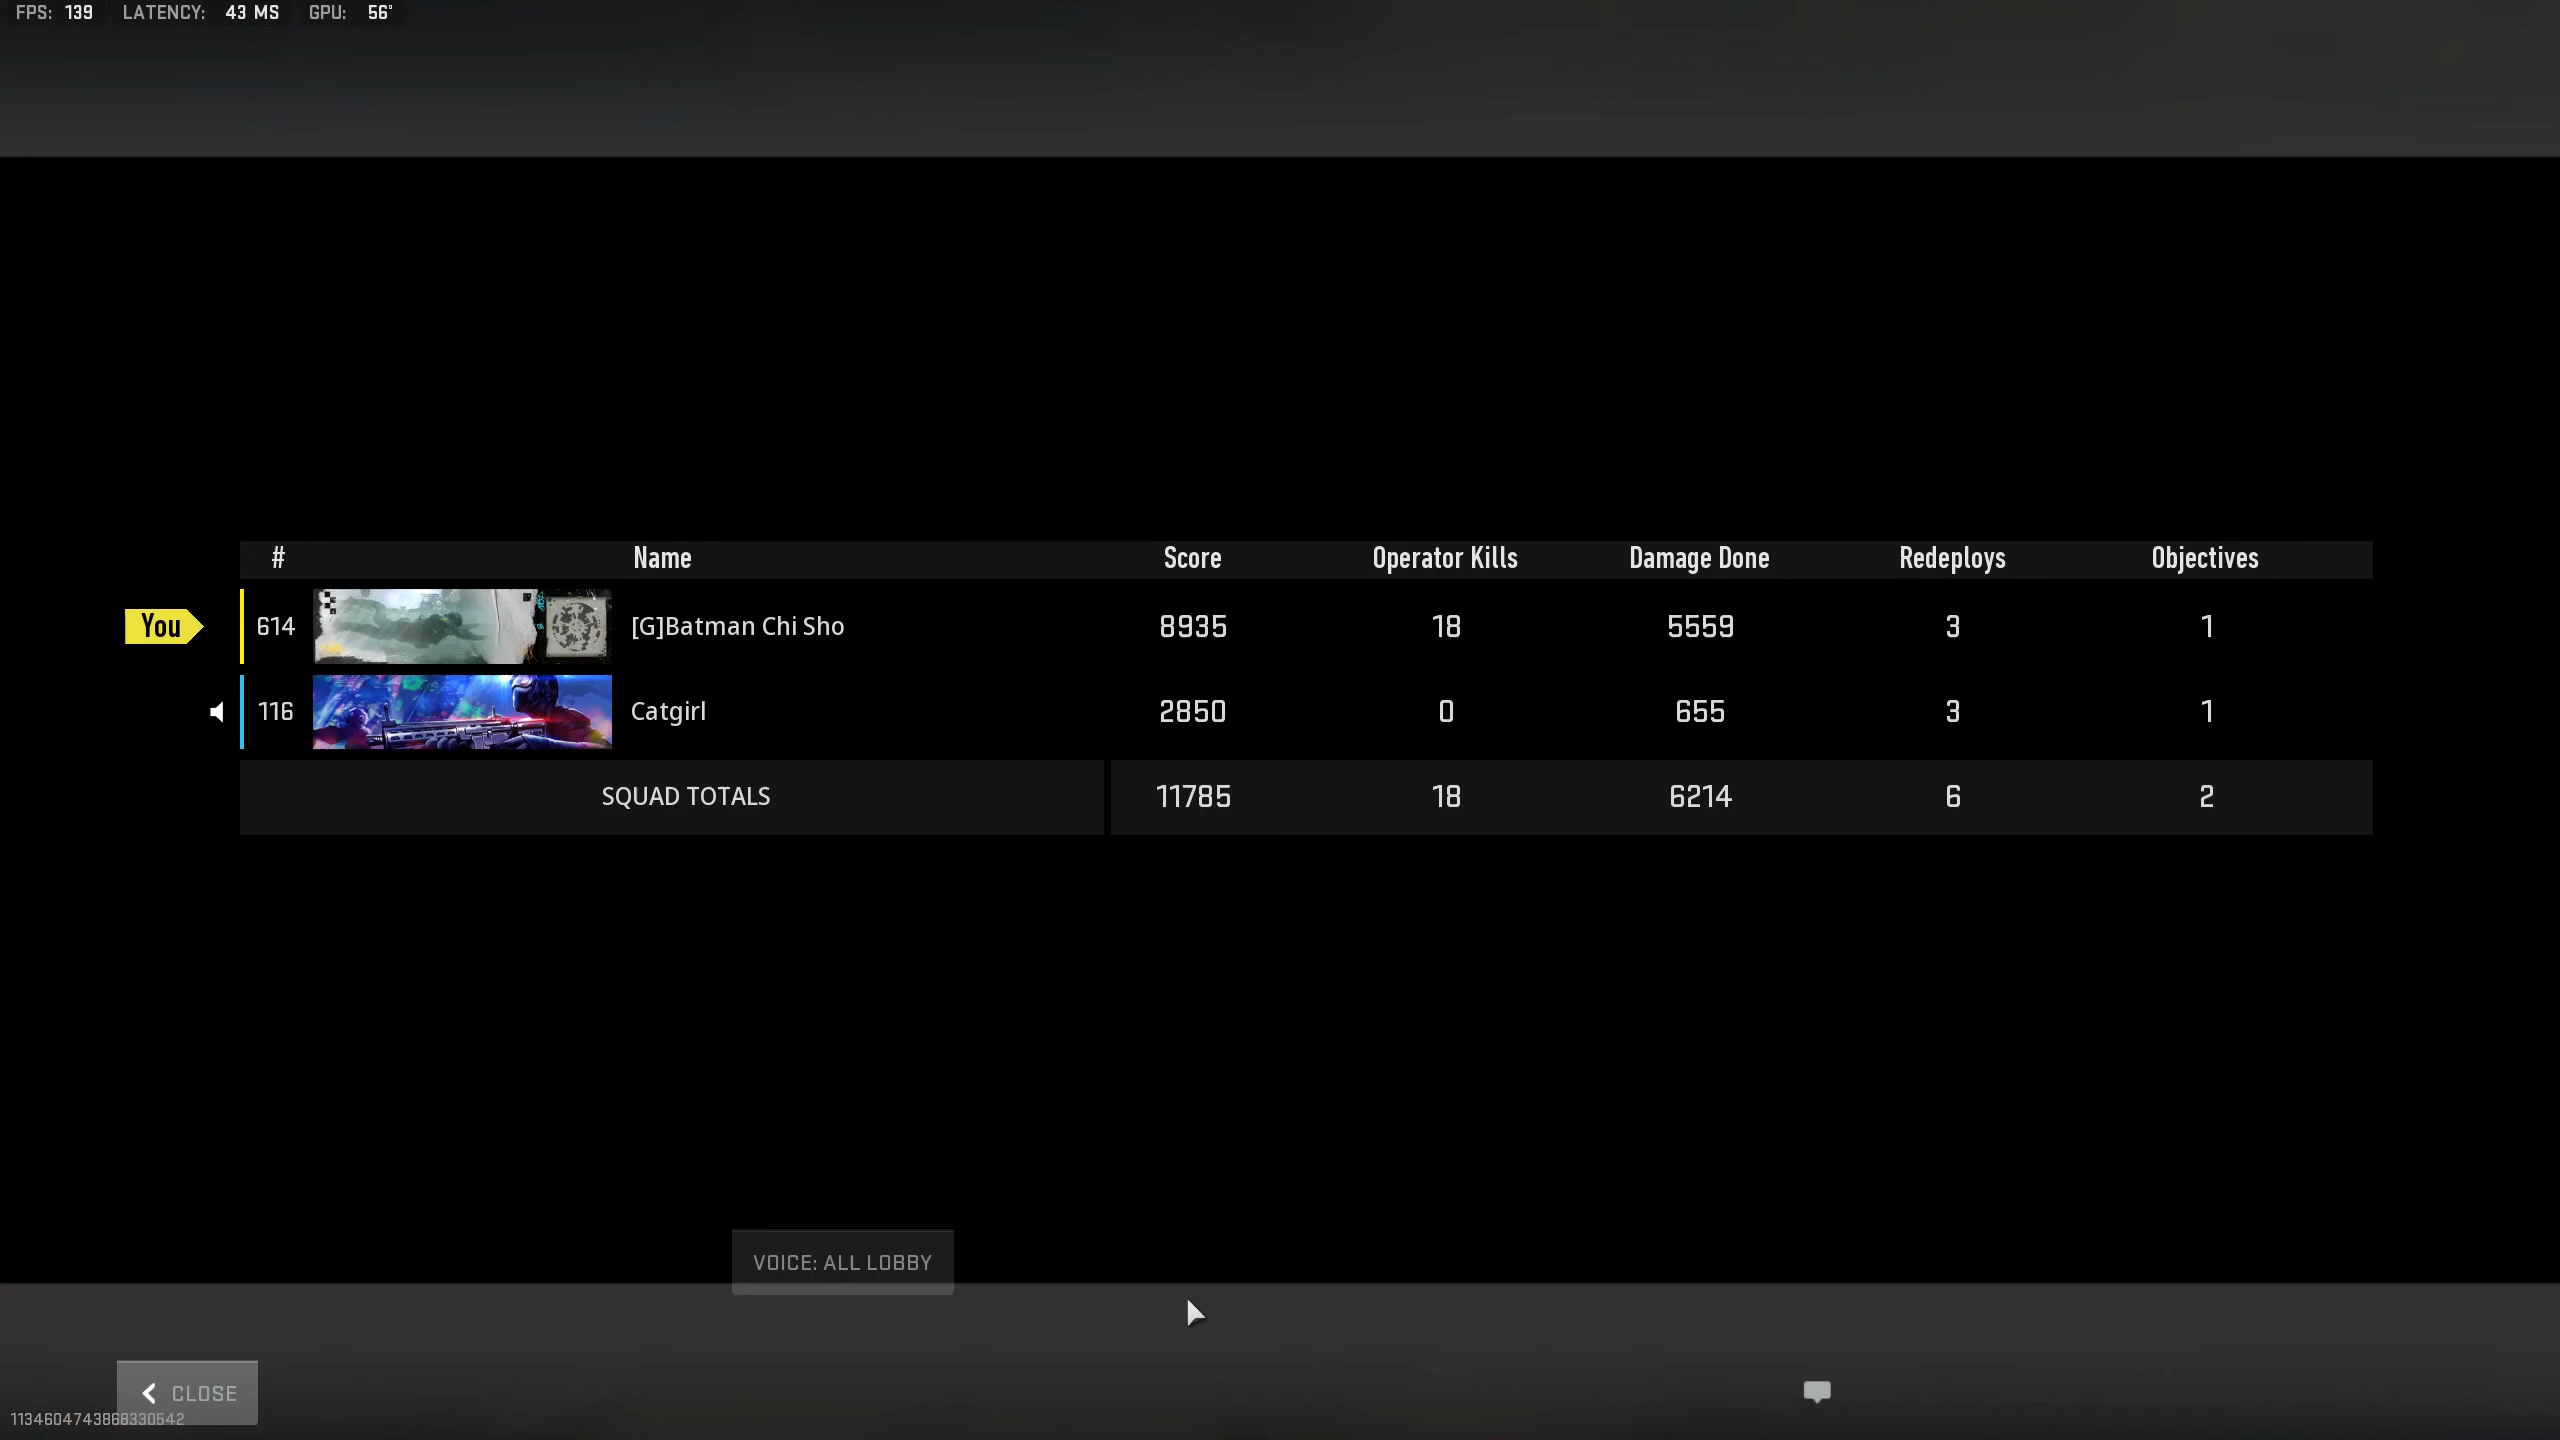 FPS: 139 LATENCY: 43 MS GPU: 56°
# Name Score Operator Kills Damage Done Redeploys Objectives
You 614 [G]Batman Chi Sho 8935 18 5559 3 1
116 Catgirl 2850 0 655 3 1
SQUAD TOTALS 11785 18 6214 6 2
VOICE: ALL LOBBY
CLOSE
1134604743868330542